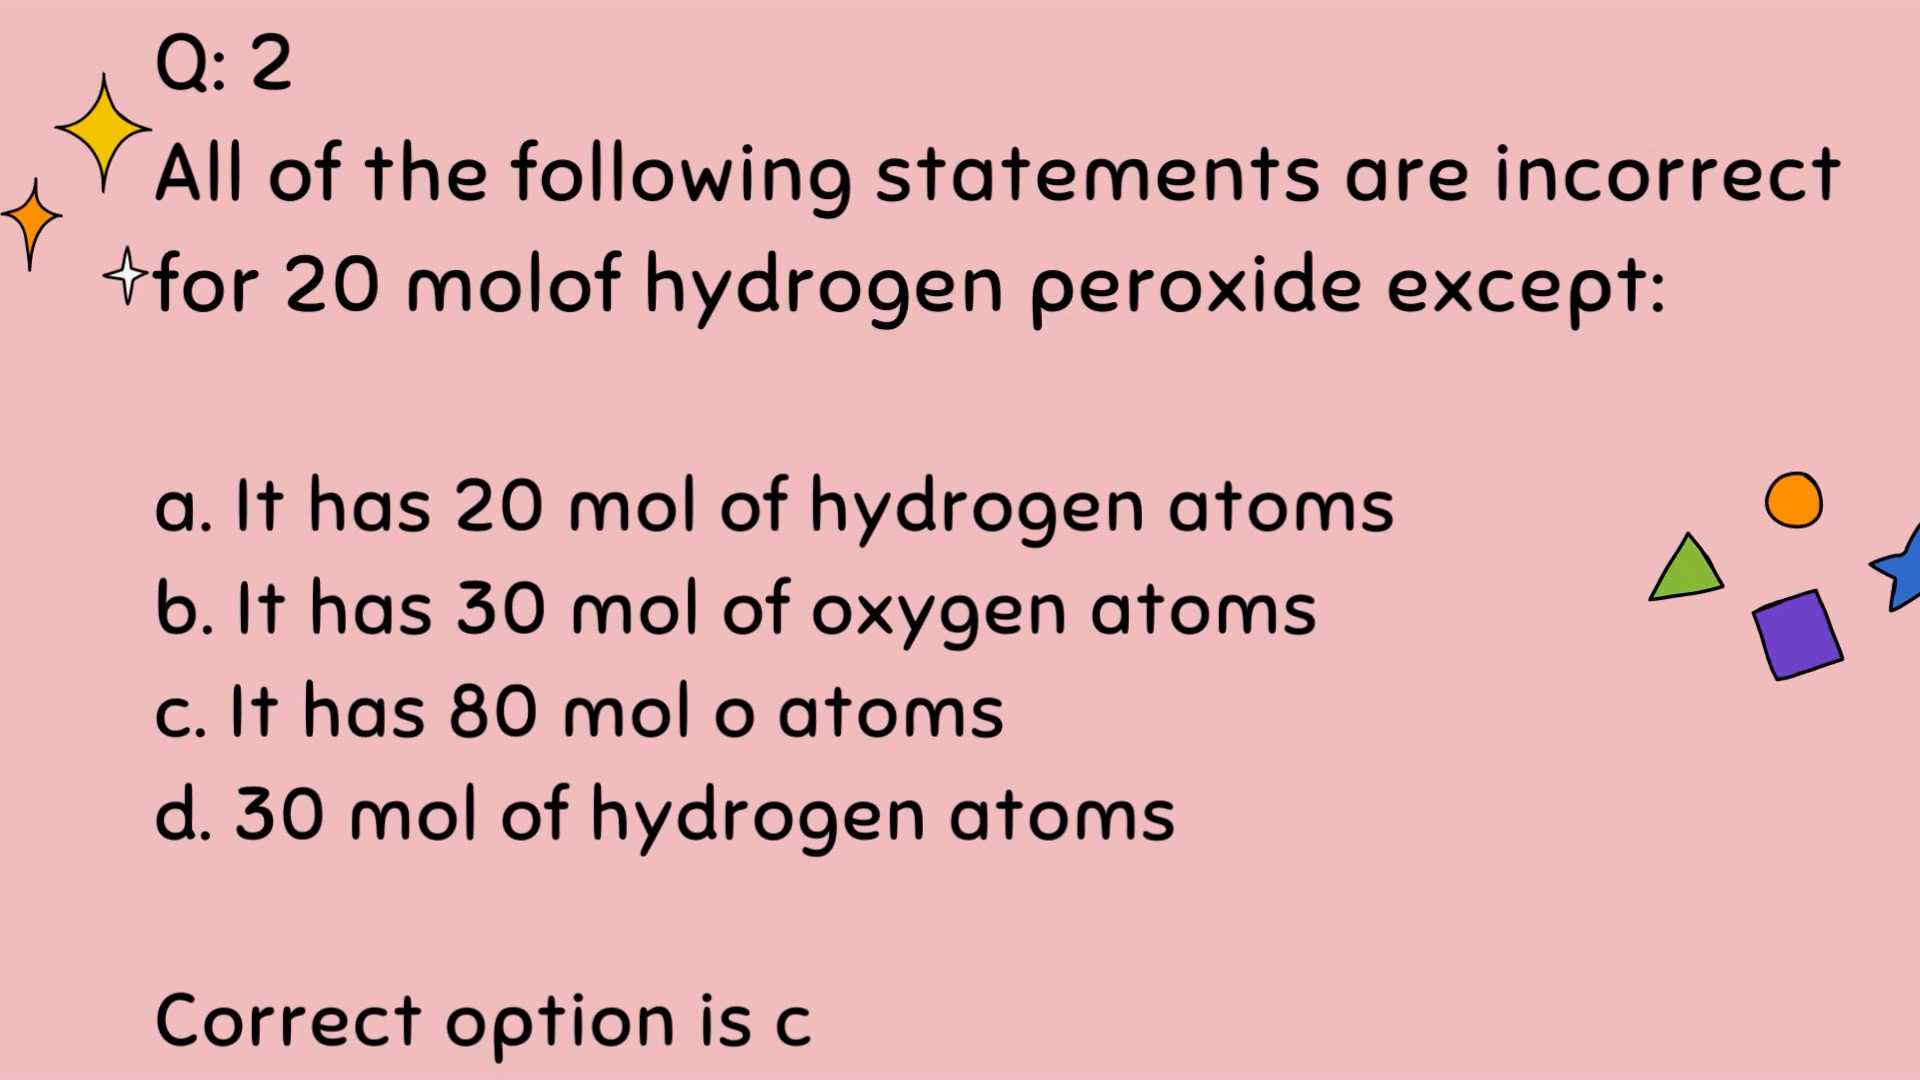 Q: 2
All of the following statements are incorrect
for 20 molof hydrogen peroxide except:
a. It has 20 mol of hydrogen atoms
b. It has 30 mol of oxygen atoms
c. It has 80 mol o atoms
d. 30 mol of hydrogen atoms
Correct option is c